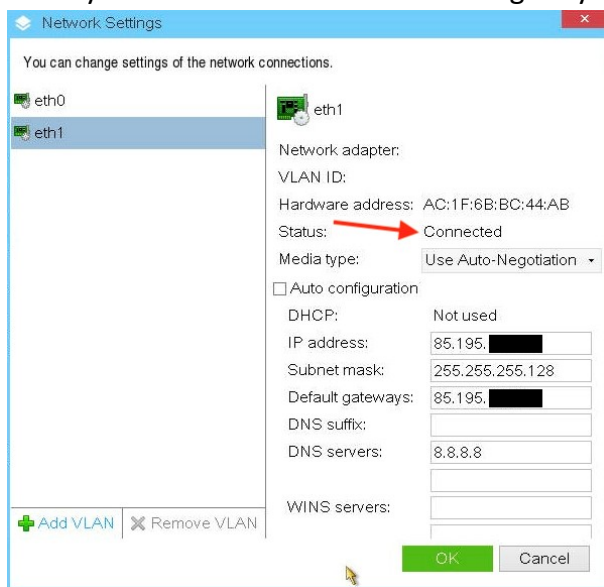 Network Settings
You can change settings of the network connections.
eth0
eth1
eth1
Network adapter:
VLAN ID:
Hardware address: AC:1F:6B:BC:44:AB
Status: Connected
Media type: Use Auto-Negotiation
Auto configuration
DHCP: Not used
IP address: 85.195.
Subnet mask: 255.255.255.128
Default gateways: 85.195.
DNS suffix:
DNS servers: 8.8.8.8
WINS servers:
Add VLAN Remove VLAN
OK Cancel